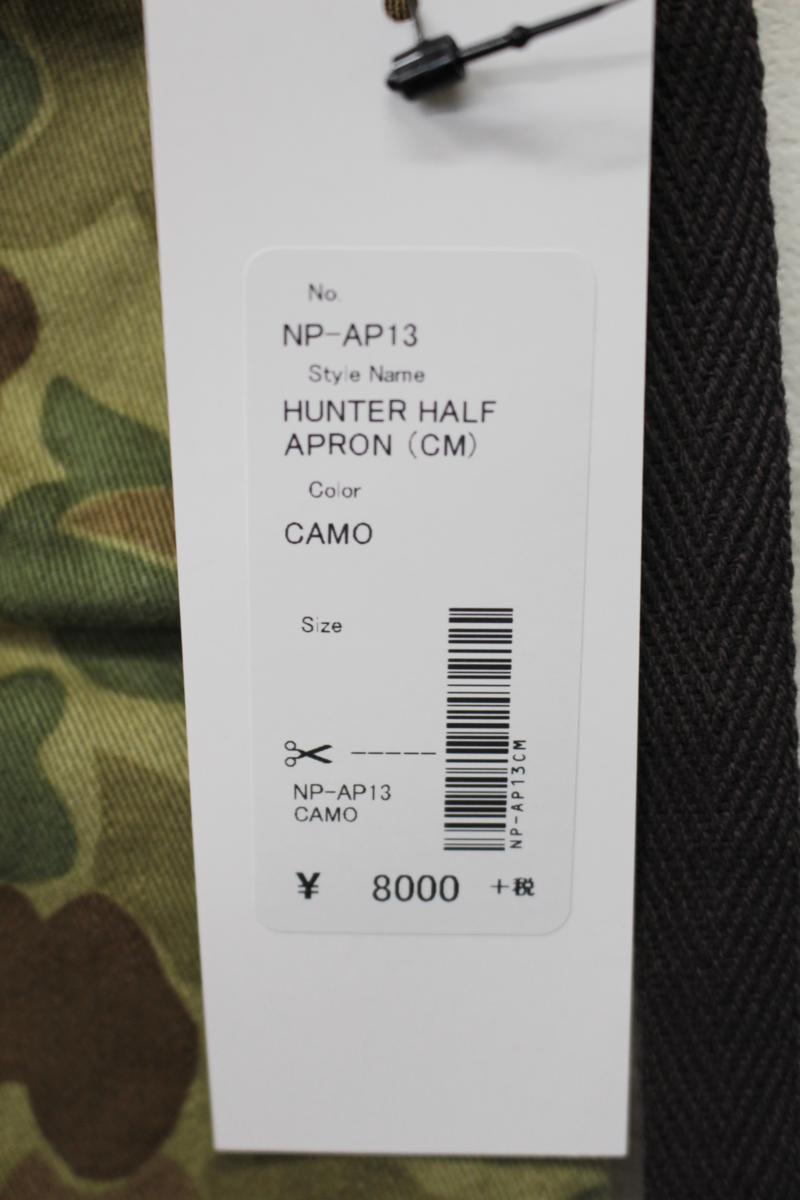 No.
NP-AP13
Style Name
HUNTER HALF
APRON (CM)
Color
CAMO
Size
NP-AP13
CAMO
NP-AP13CM
¥ 8000 +税